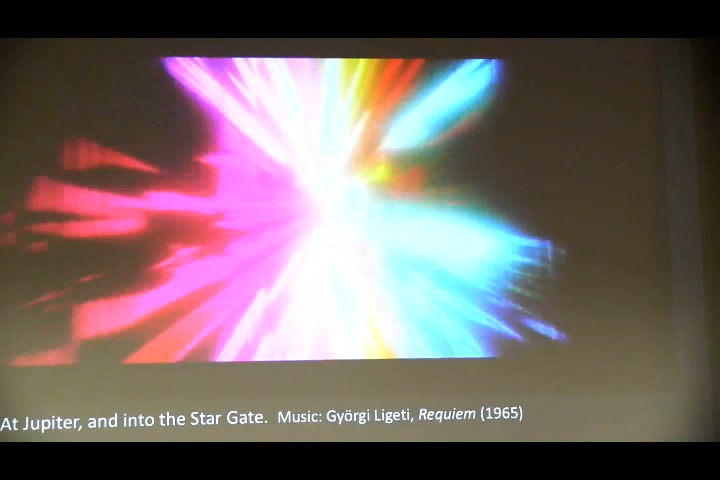 At Jupiter, and into the Star Gate. Music: Györgi Ligeti, Requiem (1965)